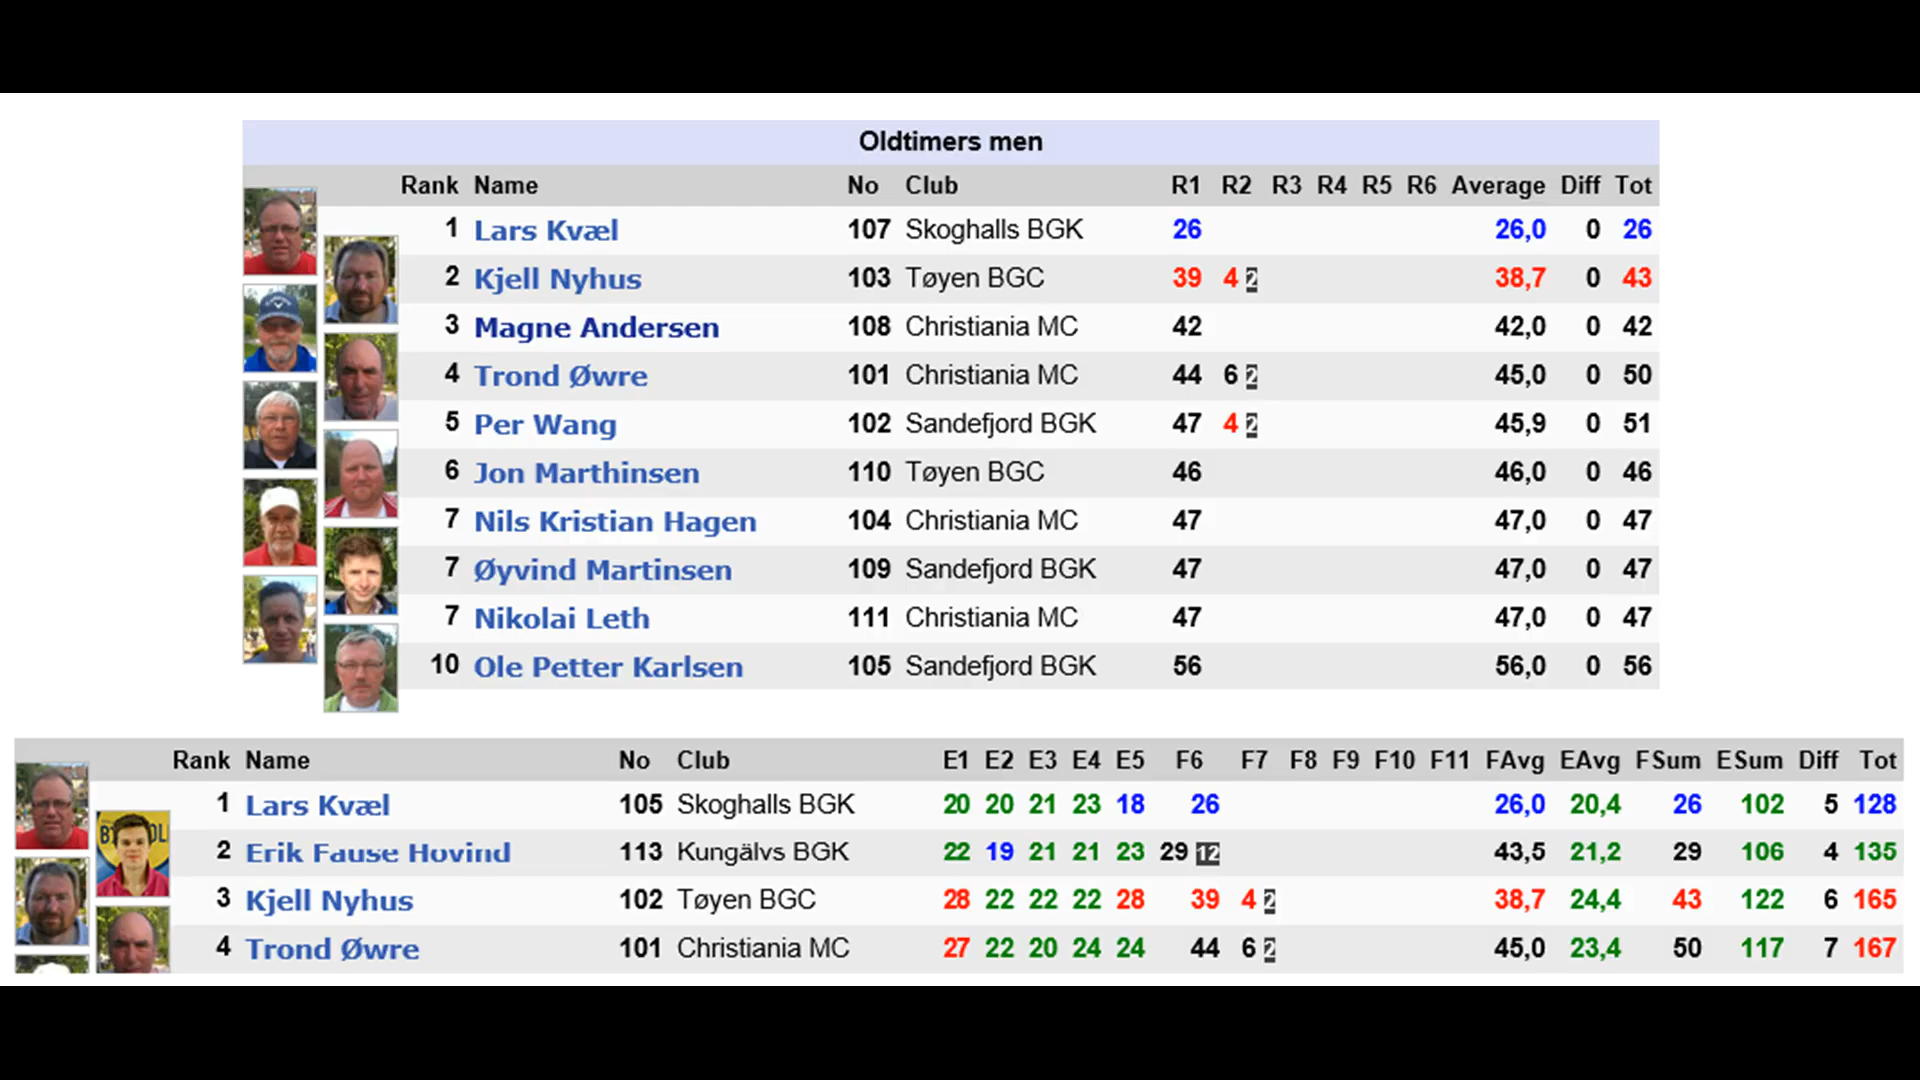 Oldtimers men
Rank Name No Club R1 R2 R3 R4 R5 R6 Average Diff Tot
1 Lars Kvæl 107 Skoghalls BGK 26 26,0 0 26
2 Kjell Nyhus 103 Tøyen BGC 39 4 2 38,7 0 43
3 Magne Andersen 108 Christiania MC 42 42,0 0 42
4 Trond Øwre 101 Christiania MC 44 6 2 45,0 0 50
5 Per Wang 102 Sandefjord BGK 47 4 2 45,9 0 51
6 Jon Marthinsen 110 Tøyen BGC 46 46,0 0 46
7 Nils Kristian Hagen 104 Christiania MC 47 47,0 0 47
7 Øyvind Martinsen 109 Sandefjord BGK 47 47,0 0 47
7 Nikolai Leth 111 Christiania MC 47 47,0 0 47
10 Ole Petter Karlsen 105 Sandefjord BGK 56 56,0 0 56
Rank Name No Club E1 E2 E3 E4 E5 F6 F7 F8 F9 F10 F11 FAvg EAvg FSum ESum Diff Tot
1 Lars Kvæl 105 Skoghalls BGK 20 20 21 23 18 26 26,0 20,4 26 102 5 128
2 Erik Fause Hovind 113 Kungälvs BGK 22 19 21 21 23 29 12 43,5 21,2 29 106 4 135
3 Kjell Nyhus 102 Tøyen BGC 28 22 22 22 28 39 4 2 38,7 24,4 43 122 6 165
4 Trond Øwre 101 Christiania MC 27 22 20 24 24 44 6 2 45,0 23,4 50 117 7 167